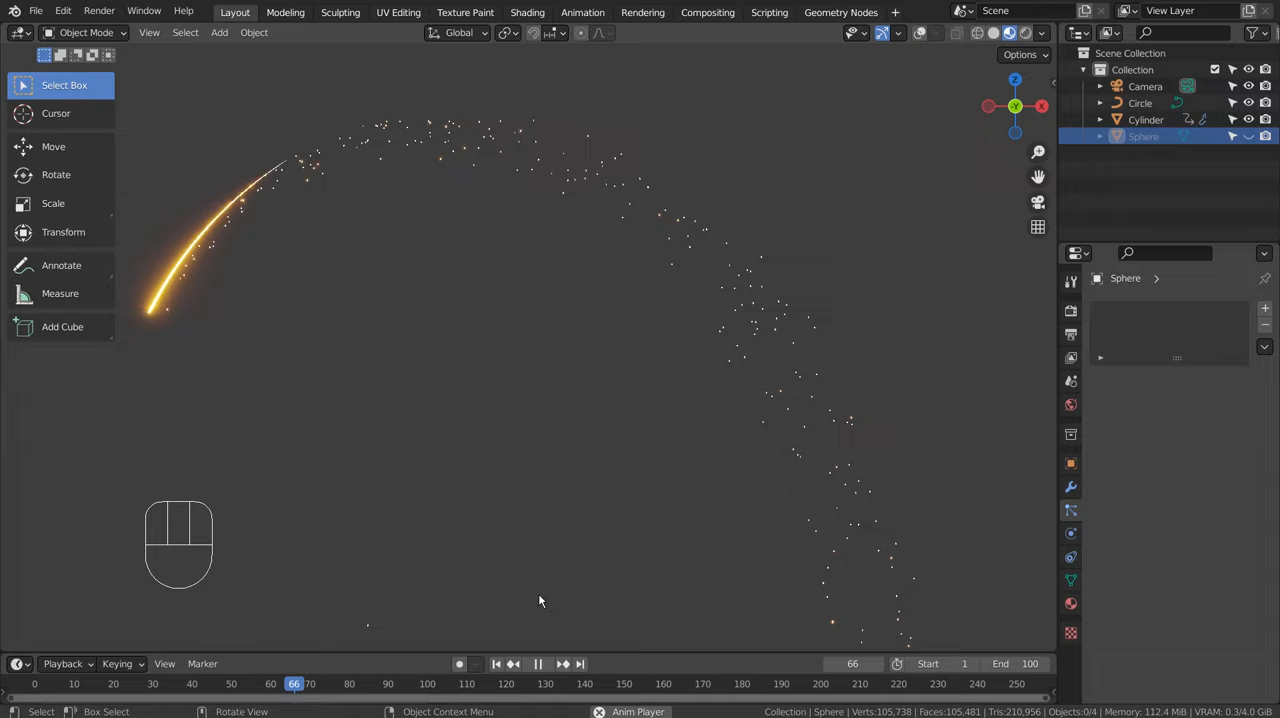 File Edit Render Window Help Layout Modeling Sculpting UV Editing Texture Paint Shading Animation Rendering Compositing Scripting Geometry Nodes + Scene View Layer
Object Mode View Select Add Object Global
Options
Select Box
Cursor
Move
Rotate
Scale
Transform
Annotate
Measure
Add Cube
Z
-Y
X
Scene Collection
Collection
Camera
Circle
Cylinder
Sphere
Sphere
Playback Keying View Marker 66 Start 1 End 100
0 10 20 30 40 50 60 66 70 80 90 100 110 120 130 140 150 160 170 180 190 200 210 220 230 240 250
Select Box Select Rotate View Object Context Menu Anim Player Collection | Sphere | Verts:105,738 | Faces:105,481 | Tris:210,956 | Objects:0/4 | Memory: 112.4 MiB | VRAM: 0.3/4.0 GiB